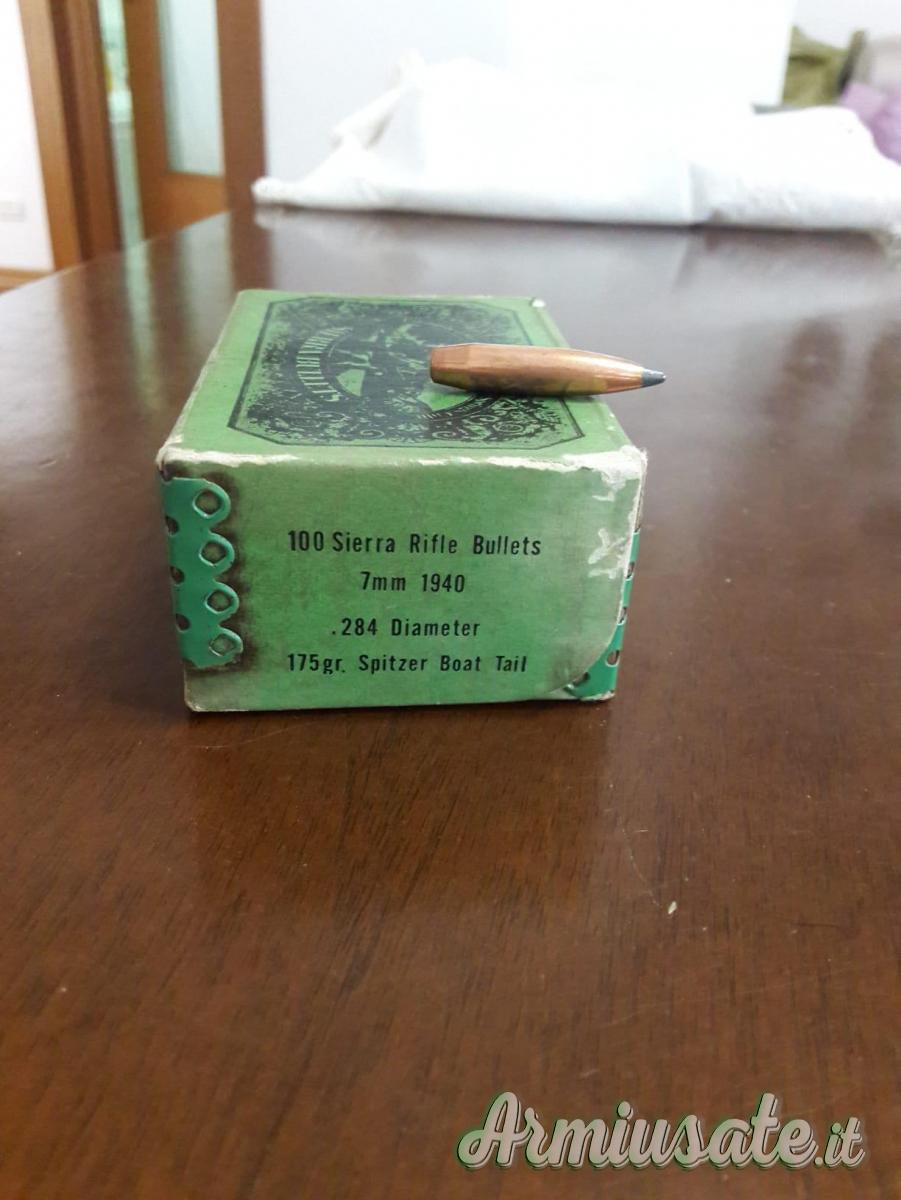 100 Sierra Rifle Bullets
7mm 1940
.284 Diameter
175gr. Spitzer Boat Tail
Armiusate.it